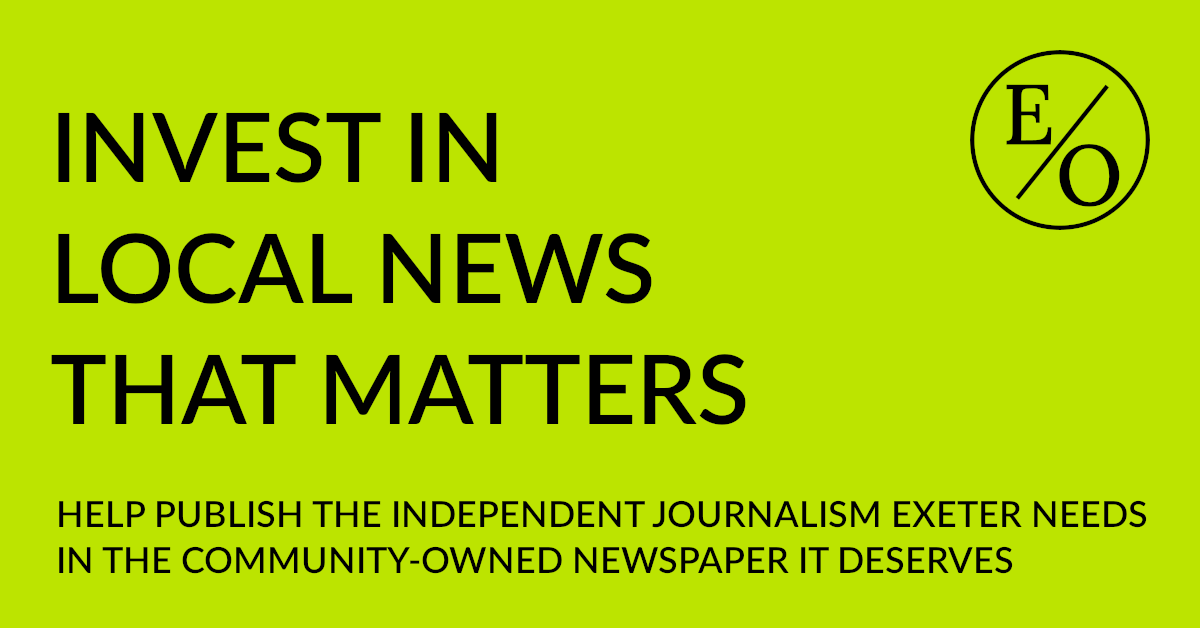 INVEST IN
LOCAL NEWS
THAT MATTERS
E/O
HELP PUBLISH THE INDEPENDENT JOURNALISM EXETER NEEDS
IN THE COMMUNITY-OWNED NEWSPAPER IT DESERVES